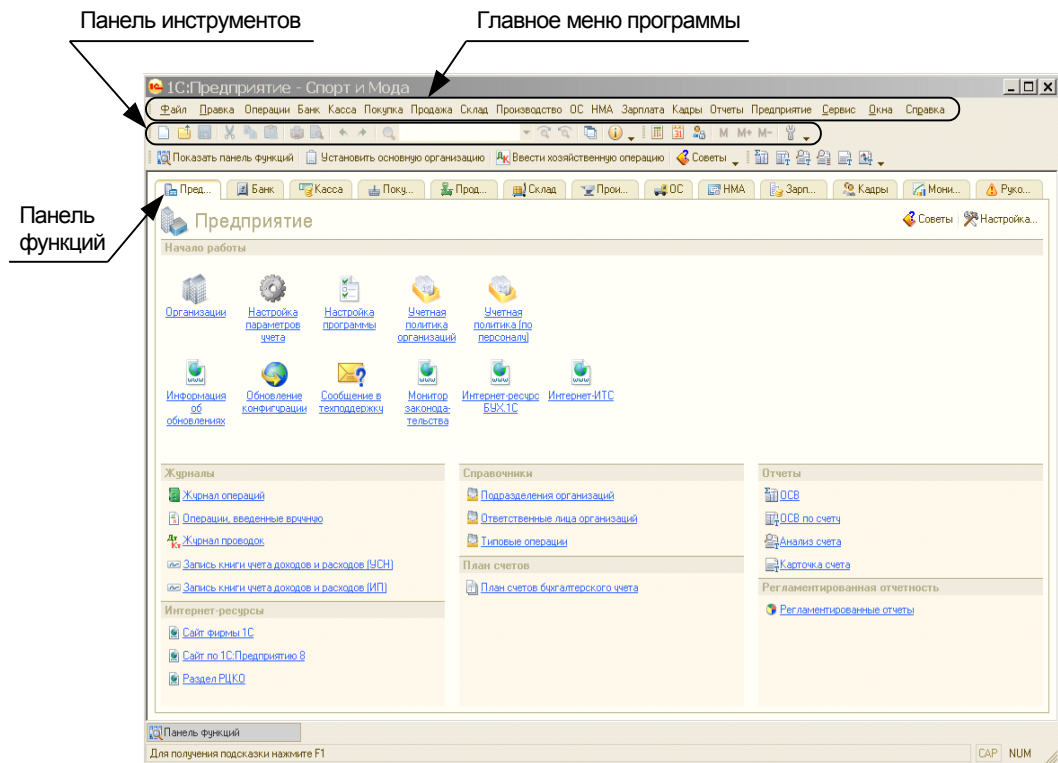 Панель инструментов
Главное меню программы
1С:Предприятие - Спорт и Мода
Файл Правка Операции Банк Касса Покупка Продажа Склад Производство ОС НМА Зарплата Кадры Отчеты Предприятие Сервис Окна Справка
M M+ M-
Показать панель функций Установить основную организацию Ввести хозяйственную операцию Советы
Пред... Банк Касса Поку... Прод... Склад Прои... ОС НМА Зарп... Кадры Мони... Руко...
Панель
функций
Предприятие
Советы Настройка...
Начало работы
Организации Настройка параметров учета Настройка программы Учетная политика организаций Учетная политика (по персоналу)
Информация об обновлениях Обновление конфигурации Сообщение в техподдержку Монитор законода-тельства Интернет-ресурс БУХ.1С Интернет-ИТС
Журналы
Журнал операций
Операции, введенные вручную
Журнал проводок
Запись книги учета доходов и расходов (УСН)
Запись книги учета доходов и расходов (ИП)
Интернет-ресурсы
Сайт фирмы 1С
Сайт по 1С:Предприятию 8
Раздел РЦКО
Справочники
Подразделения организаций
Ответственные лица организаций
Типовые операции
План счетов
План счетов бухгалтерского учета
Отчеты
ОСВ
ОСВ по счету
Анализ счета
Карточка счета
Регламентированная отчетность
Регламентированные отчеты
Панель функций
Для получения подсказки нажмите F1
CAP NUM